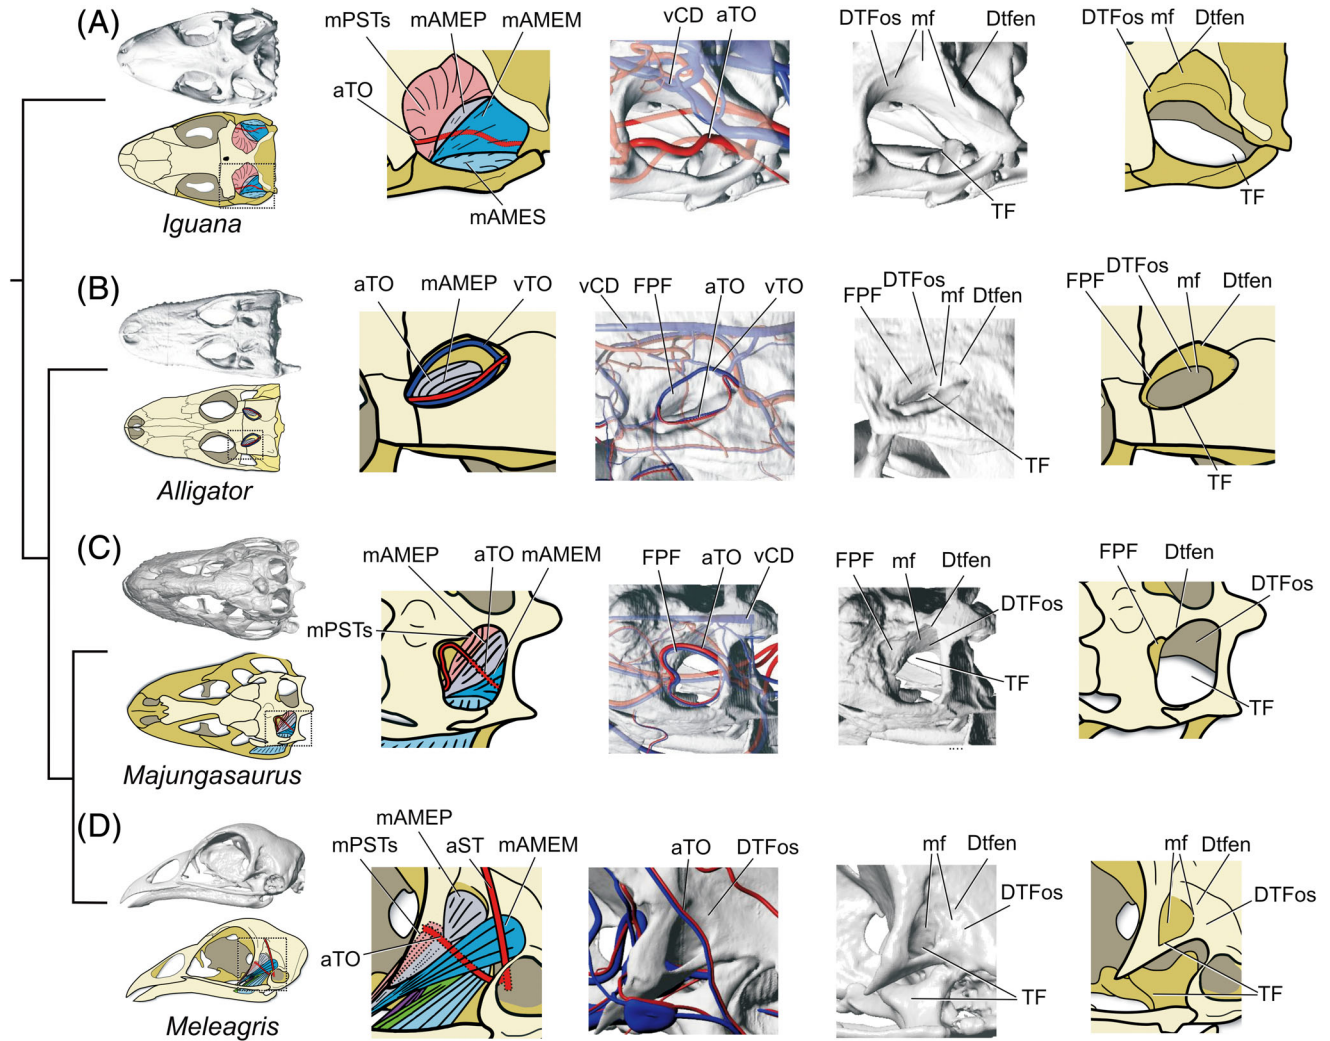 (A)
mPSTs mAMEP mAMEM
aTO
mAMES
vCD aTO
DTFos mf Dtfen
TF
DTFos mf Dtfen
TF
Iguana
(B)
aTO mAMEP vTO
vCD FPF aTO vTO
FPF DTFos mf Dtfen
TF
FPF DTFos mf Dtfen
TF
Alligator
(C)
mAMEP aTO mAMEM
mPSTs
FPF aTO vCD
FPF mf Dtfen
DTFos
TF
FPF Dtfen
DTFos
TF
Majungasaurus
(D)
mAMEP
mPSTs aST mAMEM
aTO
aTO DTFos
mf Dtfen
DTFos
TF
mf Dtfen
DTFos
TF
Meleagris